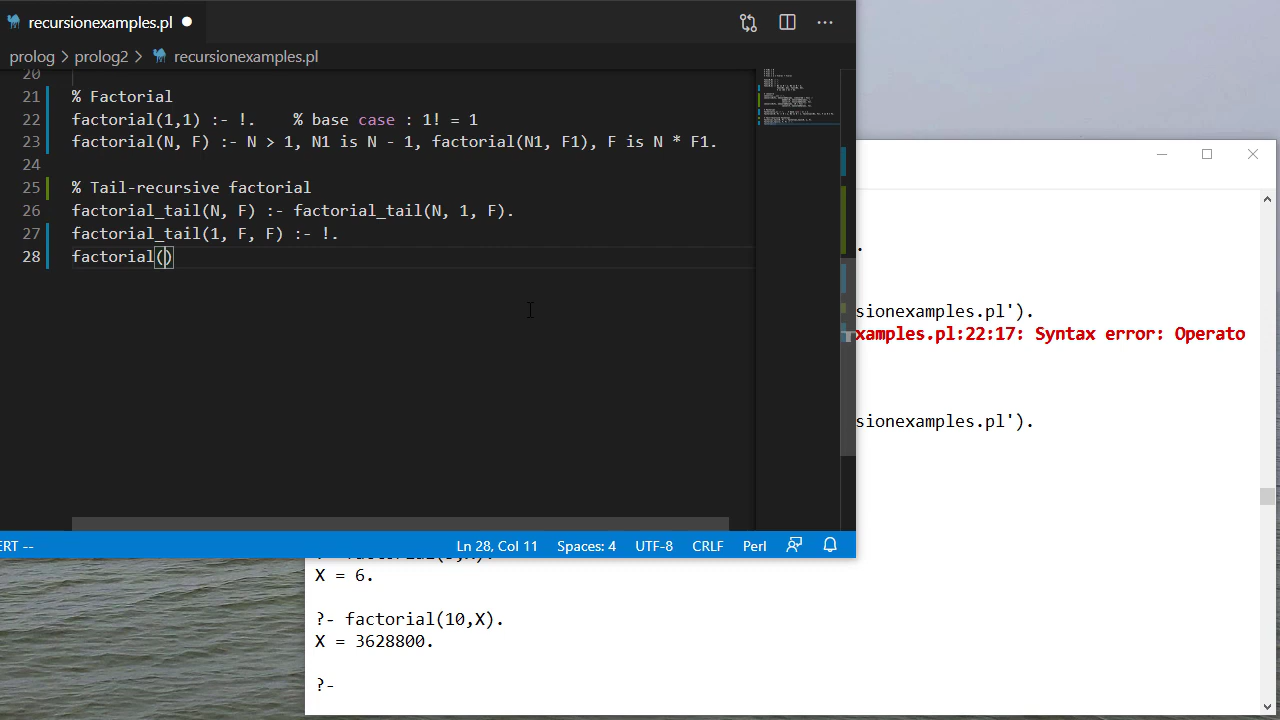 recursionexamples.pl
prolog > prolog2 > recursionexamples.pl
20
21 % Factorial
22 factorial(1,1) :- !. % base case : 1! = 1
23 factorial(N, F) :- N > 1, N1 is N - 1, factorial(N1, F1), F is N * F1.
24
25 % Tail-recursive factorial
26 factorial_tail(N, F) :- factorial_tail(N, 1, F).
27 factorial_tail(1, F, F) :- !.
28 factorial()
ERT -- Ln 28, Col 11 Spaces: 4 UTF-8 CRLF Perl
.
sionexamples.pl').
examples.pl:22:17: Syntax error: Operato
sionexamples.pl').
X = 6.
?- factorial(10,X).
X = 3628800.
?-